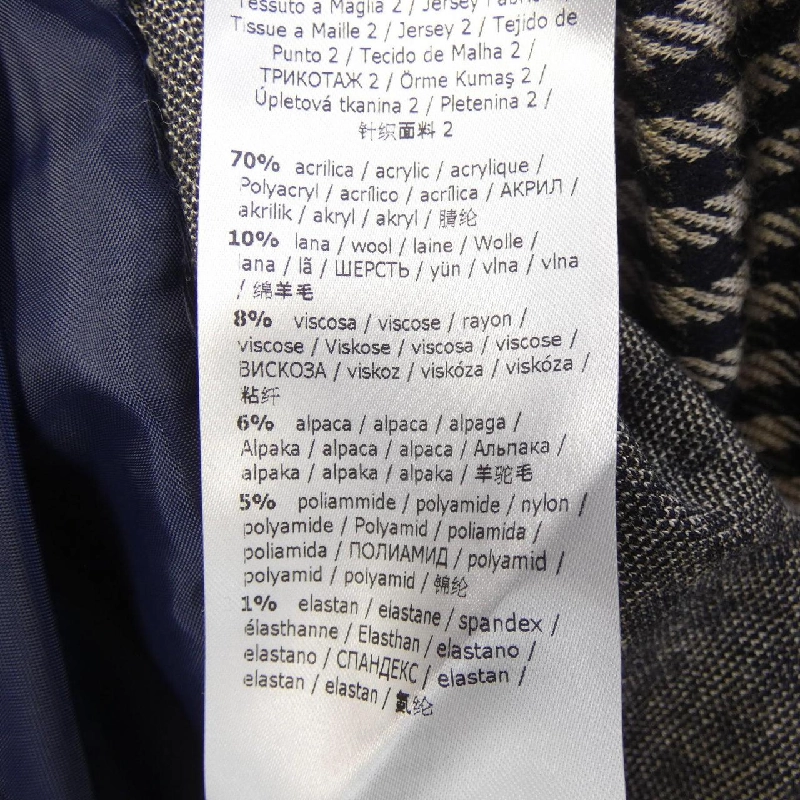 Tessuto a Maglia 2 / Jersey Fabric
Tissue a Maille 2 / Jersey 2 / Tejido de
Punto 2 / Tecido de Malha 2 /
ТРИКОТАЖ 2 / Örme Kumaş 2 /
Úpletová tkanina 2 / Pletenina 2 /
针织面料 2
70% acrilica / acrylic / acrylique /
Polyacryl / acrílico / acrílica / АКРИЛ /
akrilik / akryl / akryl / 腈纶
10% lana / wool / laine / Wolle /
lana / lã / ШЕРСТЬ / yün / vlna / vlna
/ 绵羊毛
8% viscosa / viscose / rayon /
viscose / Viskose / viscosa / viscose /
ВИСКОЗА / viskoz / viskóza / viskóza /
粘纤
6% alpaca / alpaca / alpaga /
Alpaka / alpaca / alpaca / Альпака /
alpaka / alpaka / alpaka / 羊驼毛
5% poliammide / polyamide / nylon /
polyamide / Polyamid / poliamida /
poliamida / ПОЛИАМИД / polyamid /
polyamid / polyamid / 锦纶
1% elastan / elastane / spandex /
élasthanne / Elasthan / elastano /
elastano / СПАНДЕКС / elastan /
elastan / elastan / 氨纶